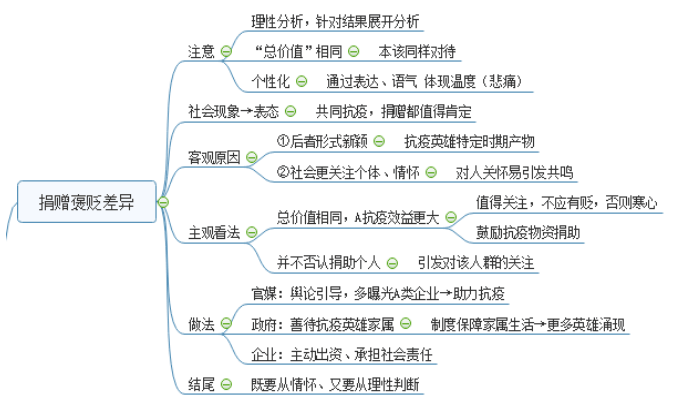 捐赠褒贬差异
注意
理性分析，针对结果展开分析
“总价值”相同
本该同样对待
个性化
通过表达、语气 体现温度（悲痛）
社会现象→表态
共同抗疫，捐赠都值得肯定
客观原因
①后者形式新颖
抗疫英雄特定时期产物
②社会更关注个体、情怀
对人关怀易引发共鸣
主观看法
总价值相同，A抗疫效益更大
值得关注，不应有贬，否则寒心
鼓励抗疫物资捐助
并不否认捐助个人
引发对该人群的关注
做法
官媒：舆论引导，多曝光A类企业→助力抗疫
政府：善待抗疫英雄家属
制度保障家属生活→更多英雄涌现
企业：主动出资、承担社会责任
结尾
既要从情怀、又要从理性判断